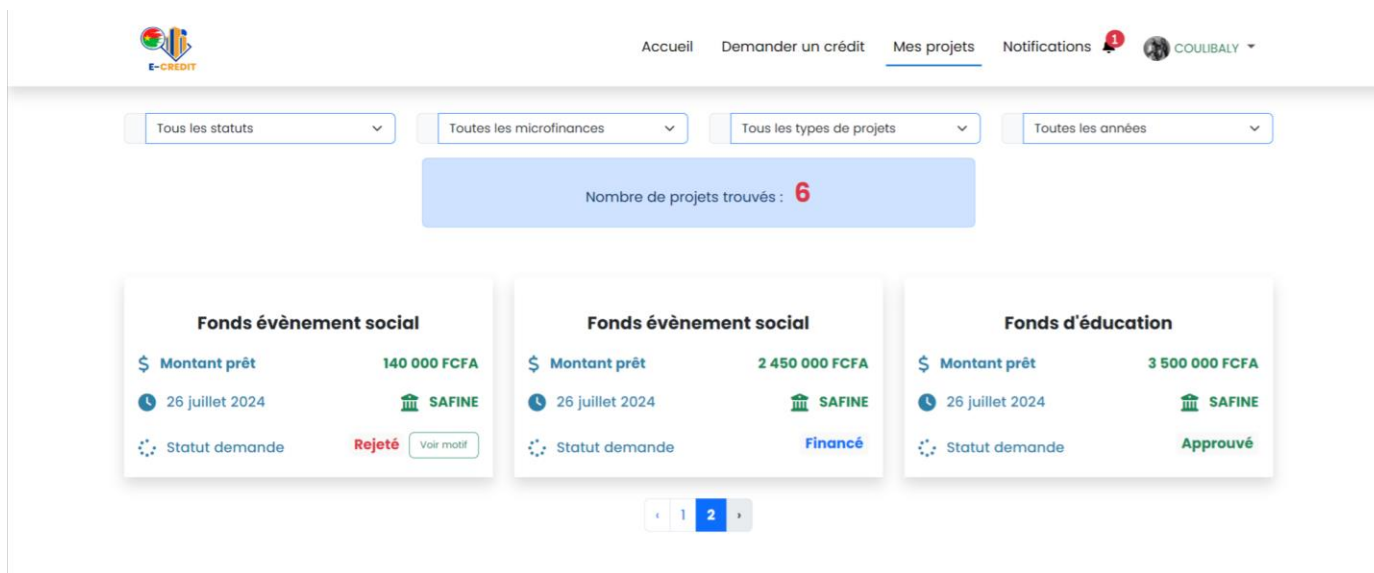 E-CREDIT
Accueil Demander un crédit Mes projets Notifications 1 COULIBALY
Tous les statuts Toutes les microfinances Tous les types de projets Toutes les années
Nombre de projets trouvés : 6
Fonds évènement social
$ Montant prêt 140 000 FCFA
26 juillet 2024 SAFINE
Statut demande Rejeté Voir motif
Fonds évènement social
$ Montant prêt 2 450 000 FCFA
26 juillet 2024 SAFINE
Statut demande Financé
Fonds d'éducation
$ Montant prêt 3 500 000 FCFA
26 juillet 2024 SAFINE
Statut demande Approuvé
‹ 1 2 ›